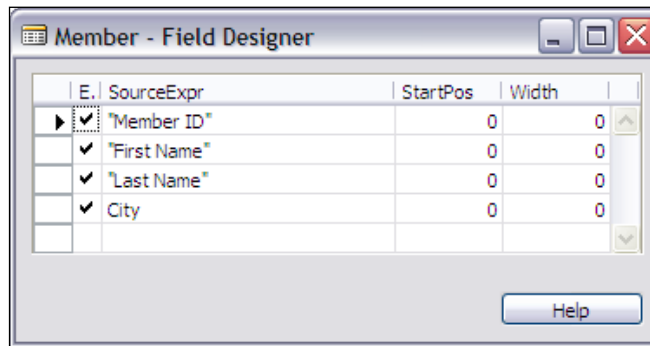 Member - Field Designer
E. SourceExpr StartPos Width
"Member ID" 0 0
"First Name" 0 0
"Last Name" 0 0
City 0 0
Help